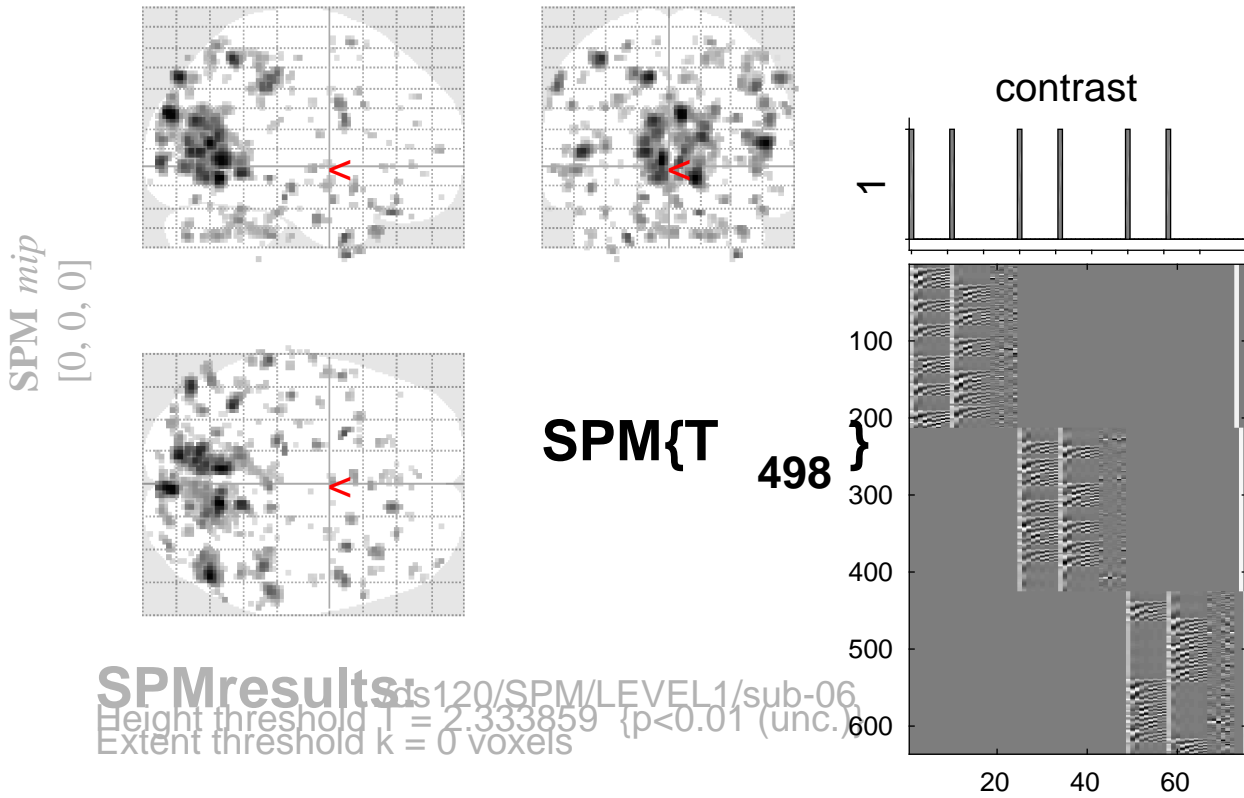 SPM mip
[0, 0, 0]
<
<
<
contrast
1
SPM{T 498 }
100
200
300
400
500
600
20 40 60
SPMresults: /ds120/SPM/LEVEL1/sub-06
Height threshold T = 2.333859 {p<0.01 (unc.)}
Extent threshold k = 0 voxels